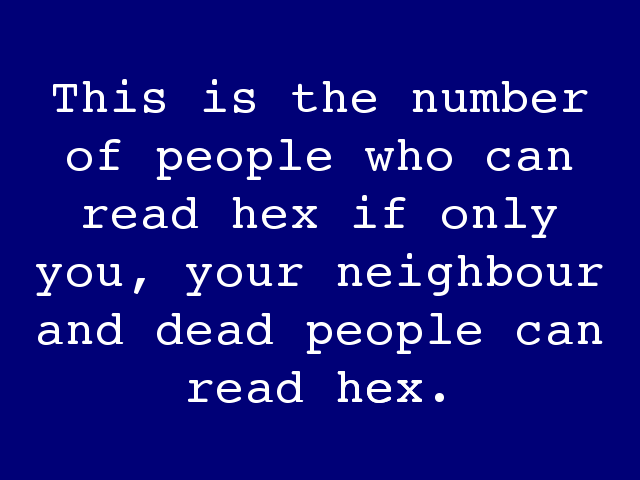 This is the number
of people who can
read hex if only
you, your neighbour
and dead people can
read hex.